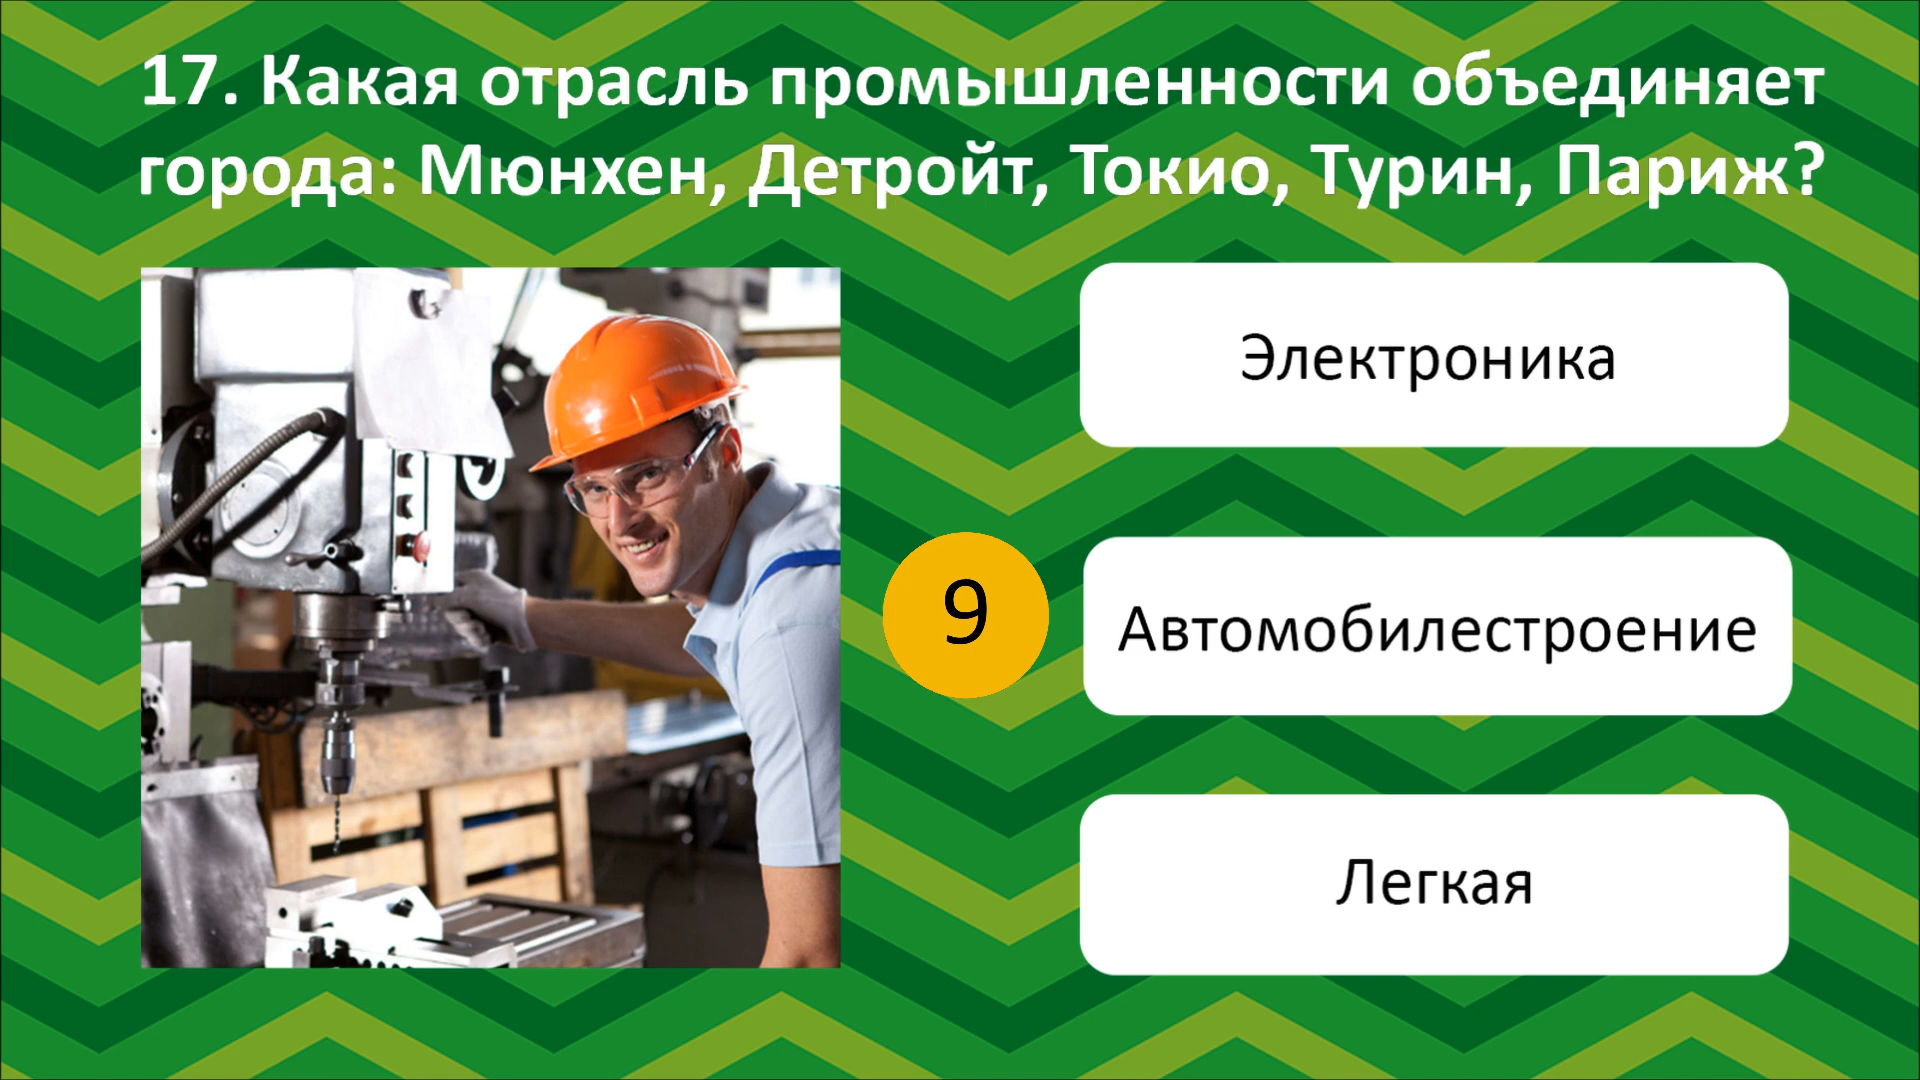 17. Какая отрасль промышленности объединяет
города: Мюнхен, Детройт, Токио, Турин, Париж?
Электроника
9
Автомобилестроение
Легкая